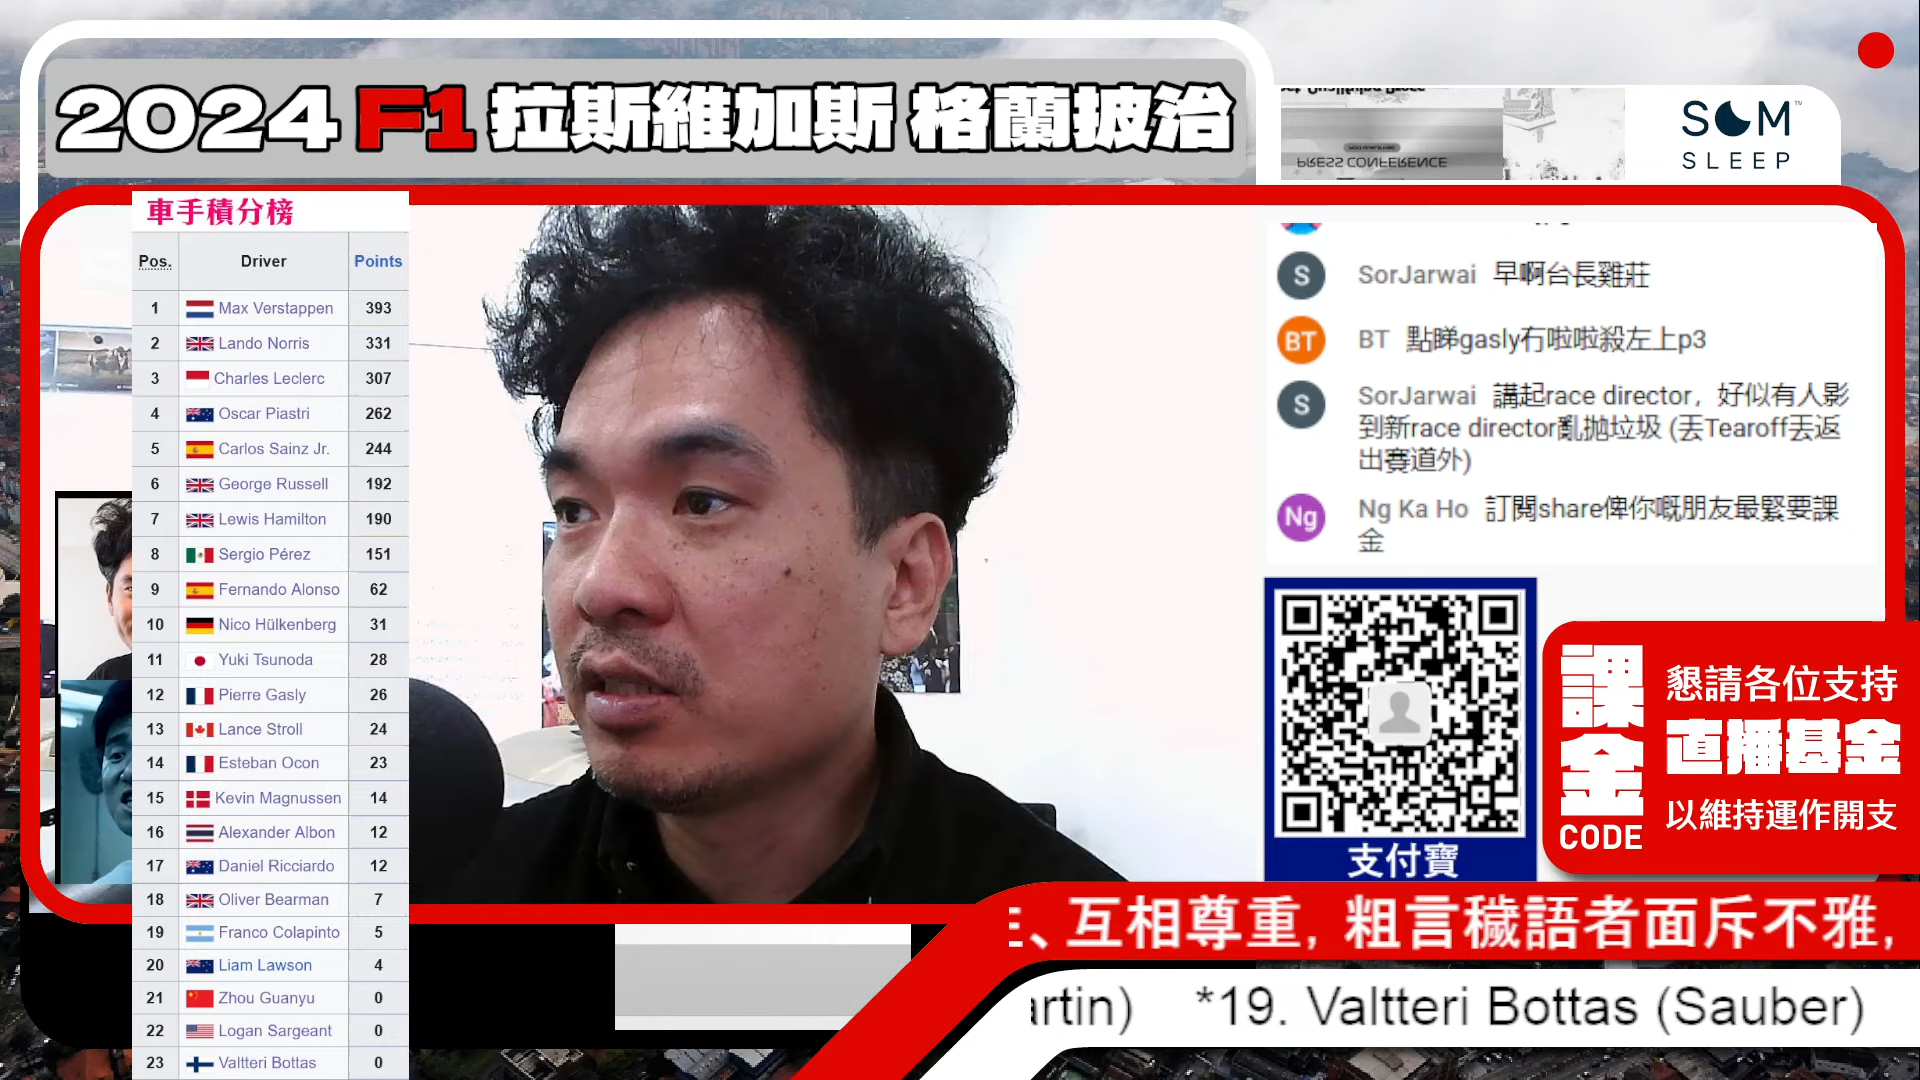 2024 F1 拉斯維加斯 格蘭披治
PRESS CONFERENCE
SOM
SLEEP
車手積分榜
Pos. Driver Points
1 Max Verstappen 393
2 Lando Norris 331
3 Charles Leclerc 307
4 Oscar Piastri 262
5 Carlos Sainz Jr. 244
6 George Russell 192
7 Lewis Hamilton 190
8 Sergio Pérez 151
9 Fernando Alonso 62
10 Nico Hülkenberg 31
11 Yuki Tsunoda 28
12 Pierre Gasly 26
13 Lance Stroll 24
14 Esteban Ocon 23
15 Kevin Magnussen 14
16 Alexander Albon 12
17 Daniel Ricciardo 12
18 Oliver Bearman 7
19 Franco Colapinto 5
20 Liam Lawson 4
21 Zhou Guanyu 0
22 Logan Sargeant 0
23 Valtteri Bottas 0
S SorJarwai 早啊台長雞莊
BT BT 點睇gasly冇啦啦殺左上p3
S SorJarwai 講起race director，好似有人影
到新race director亂拋垃圾 (丟Tearoff丟返
出賽道外)
Ng Ng Ka Ho 訂閱share俾你嘅朋友最緊要課
金
支付寶
課金
CODE
懇請各位支持
直播基金
以維持運作開支
、互相尊重, 粗言穢語者面斥不雅,
artin) *19. Valtteri Bottas (Sauber)